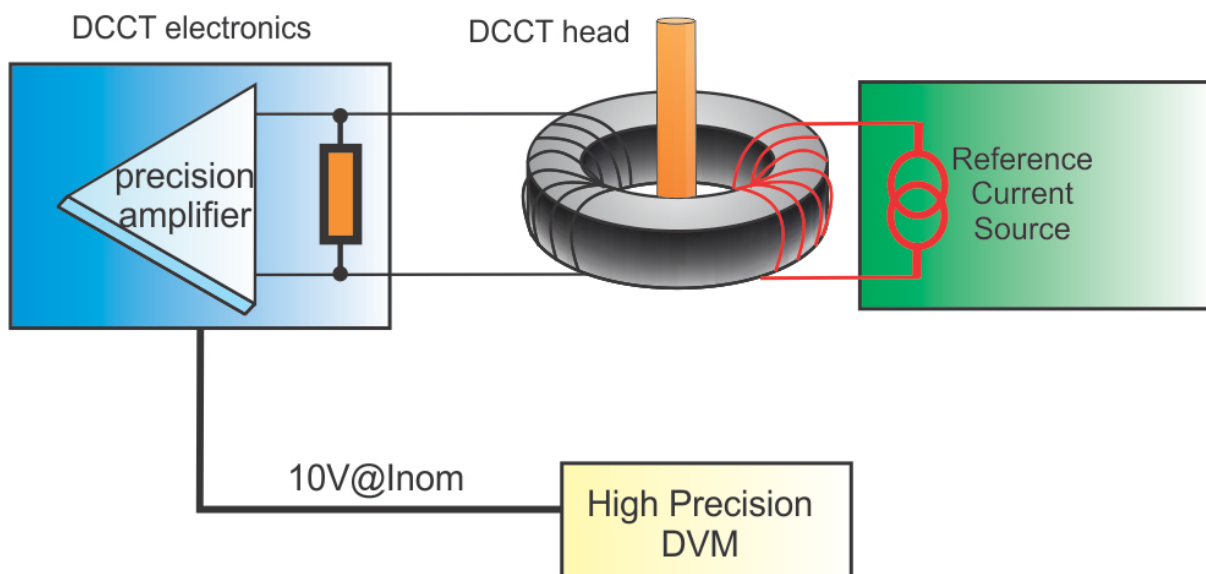 DCCT electronics
DCCT head
precision
amplifier
Reference
Current
Source
10V@Inom
High Precision
DVM